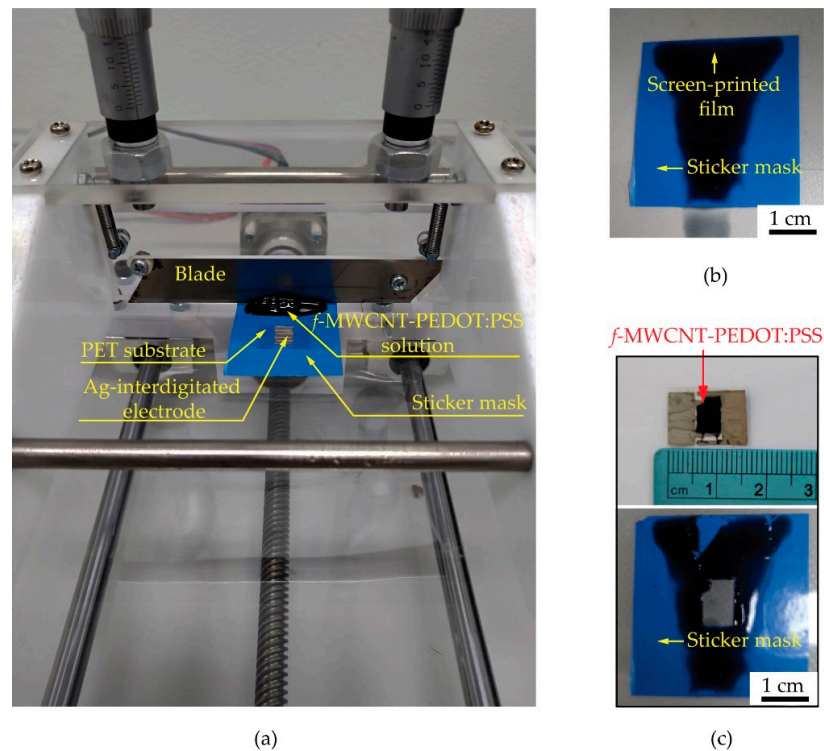 Blade
f-MWCNT-PEDOT:PSS
solution
PET substrate
Ag-interdigitated
electrode
Sticker mask
(a)
Screen-printed
film
Sticker mask
1 cm
(b)
f-MWCNT-PEDOT:PSS
cm 1 2 3
Sticker mask
1 cm
(c)